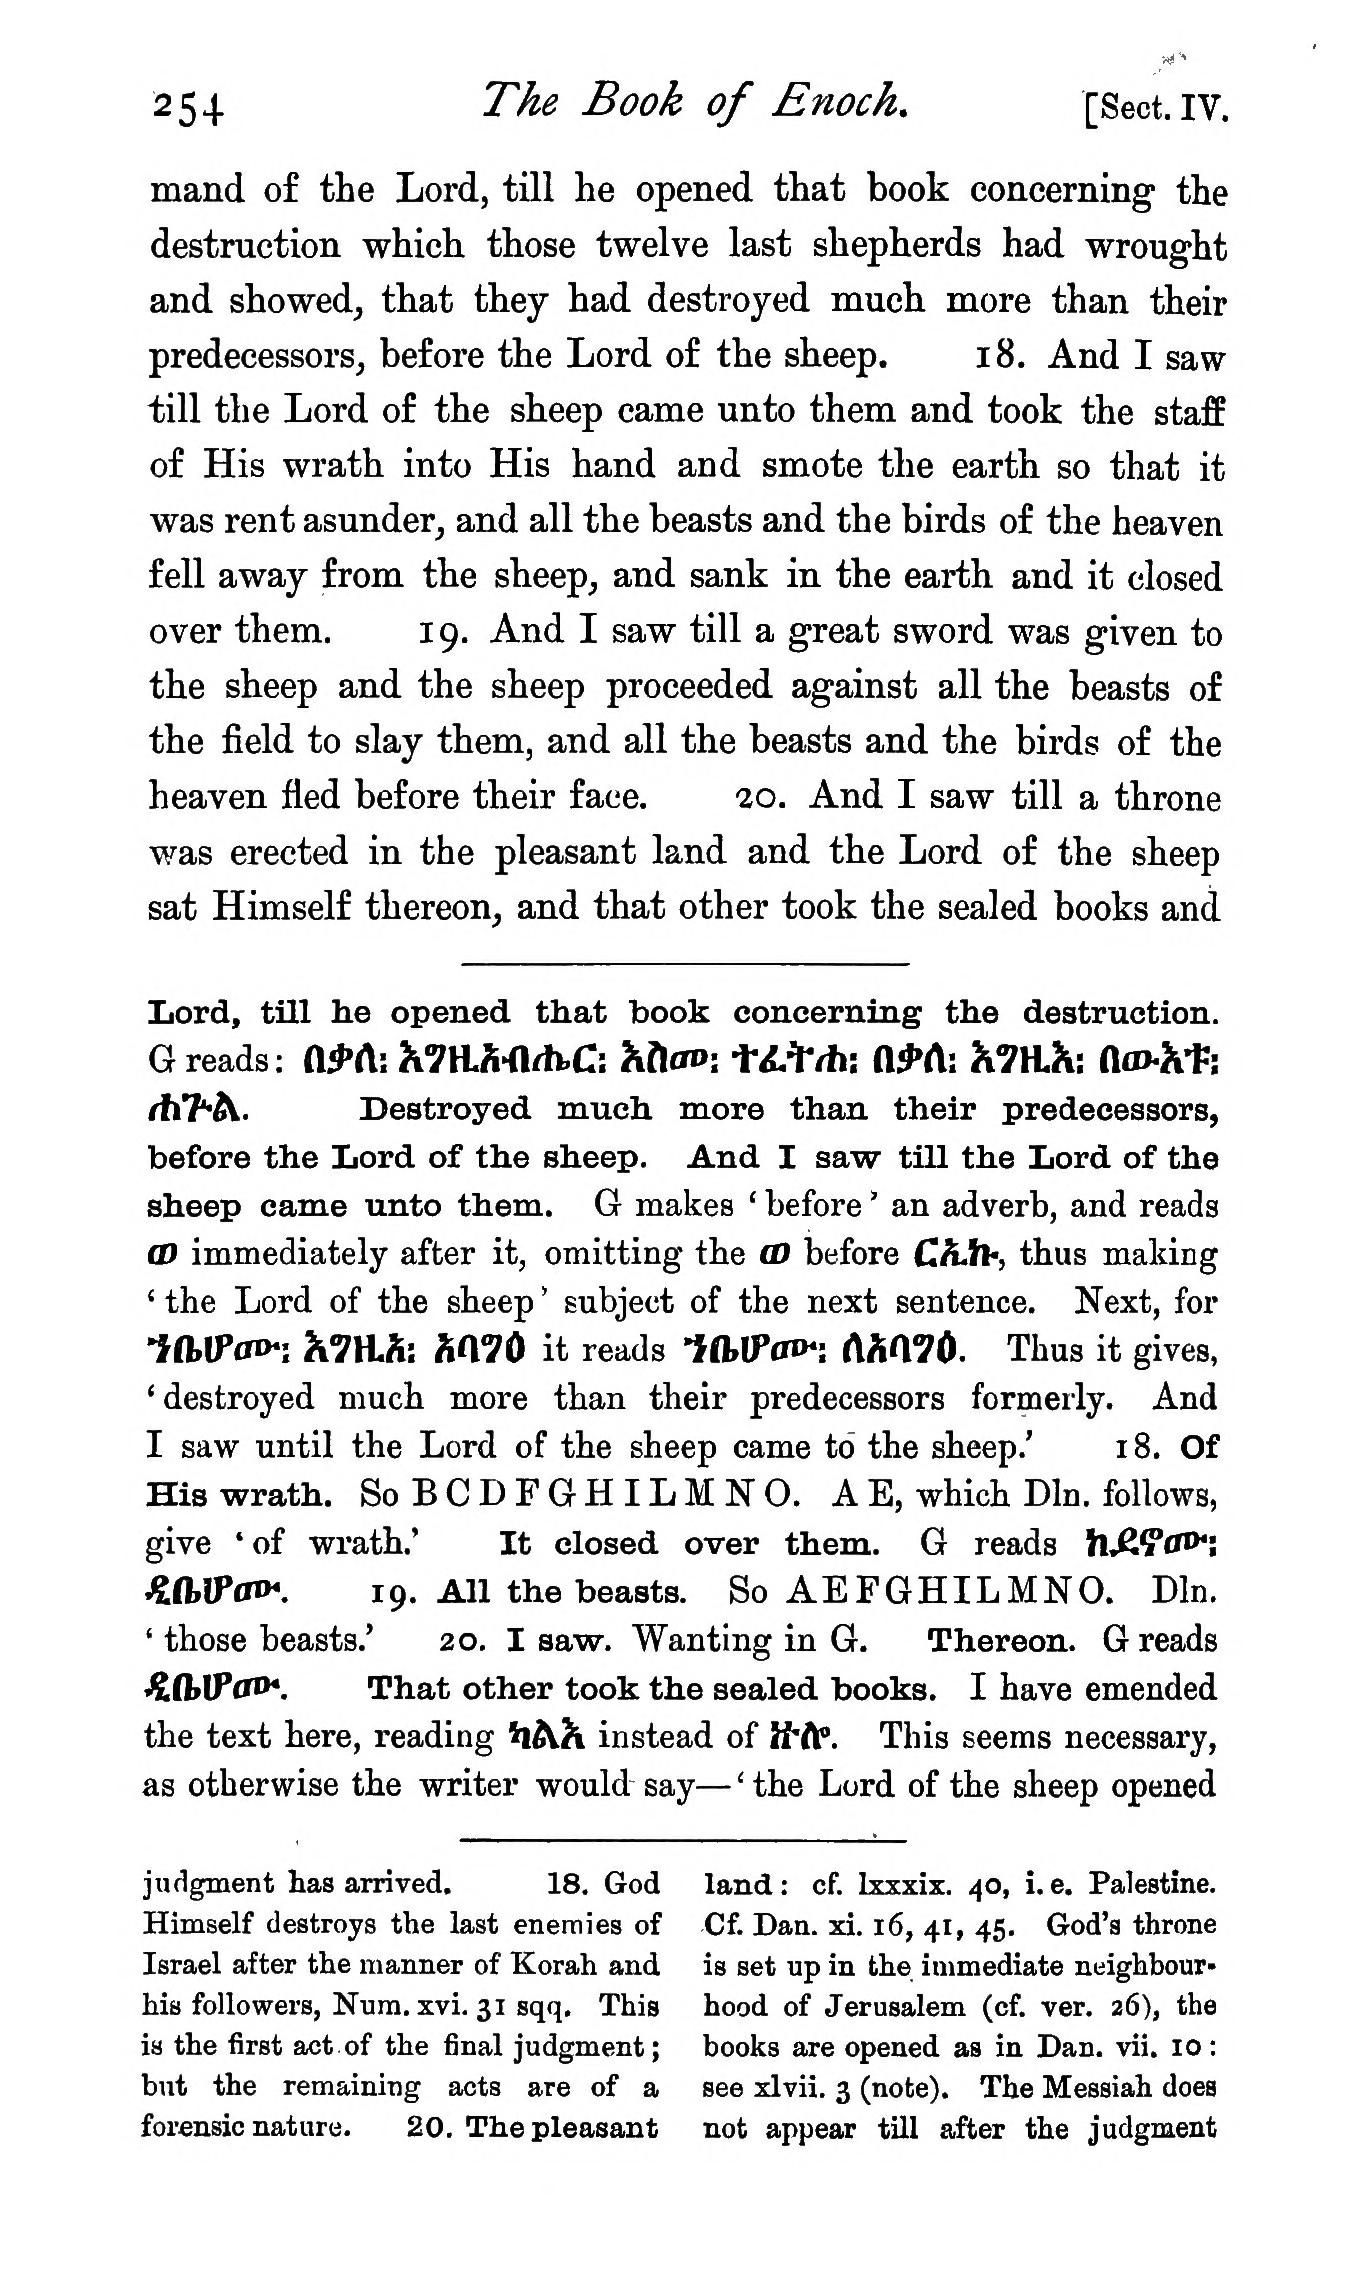 254 The Book of Enoch. [Sect. IV.
mand of the Lord, till he opened that book concerning the
destruction which those twelve last shepherds had wrought
and showed, that they had destroyed much more than their
predecessors, before the Lord of the sheep. 18. And I saw
till the Lord of the sheep came unto them and took the staff
of His wrath into His hand and smote the earth so that it
was rent asunder, and all the beasts and the birds of the heaven
fell away from the sheep, and sank in the earth and it closed
over them. 19. And I saw till a great sword was given to
the sheep and the sheep proceeded against all the beasts of
the field to slay them, and all the beasts and the birds of the
heaven fled before their face. 20. And I saw till a throne
was erected in the pleasant land and the Lord of the sheep
sat Himself thereon, and that other took the sealed books and
Lord, till he opened that book concerning the destruction.
G reads: በቃለ፡ እግዚአብሔር፡ እስመ፡ ተፈትሐ፡ በቃለ፡ እግዚእ፡ በውእቱ፡
ሐጕል. Destroyed much more than their predecessors,
before the Lord of the sheep. And I saw till the Lord of the
sheep came unto them. G makes ‘before’ an adverb, and reads
ወ immediately after it, omitting the ወ before ርኢኩ, thus making
‘the Lord of the sheep’ subject of the next sentence. Next, for
ኀቤሆሙ፡ እግዚእ፡ አባግዕ it reads ኀቤሆሙ፡ ለአባግዕ. Thus it gives,
‘destroyed much more than their predecessors formerly. And
I saw until the Lord of the sheep came to the sheep.’ 18. Of
His wrath. So B C D F G H I L M N O. A E, which Dln. follows,
give ‘of wrath.’ It closed over them. G reads ከደኖሙ፡
ዲቤሆሙ. 19. All the beasts. So A E F G H I L M N O. Dln.
‘those beasts.’ 20. I saw. Wanting in G. Thereon. G reads
ዲቤሆሙ. That other took the sealed books. I have emended
the text here, reading ካልእ instead of ኵሎ. This seems necessary,
as otherwise the writer would say—‘the Lord of the sheep opened
judgment has arrived. 18. God
Himself destroys the last enemies of
Israel after the manner of Korah and
his followers, Num. xvi. 31 sqq. This
is the first act of the final judgment;
but the remaining acts are of a
forensic nature. 20. The pleasant
land: cf. lxxxix. 40, i. e. Palestine.
Cf. Dan. xi. 16, 41, 45. God’s throne
is set up in the immediate neighbour-
hood of Jerusalem (cf. ver. 26), the
books are opened as in Dan. vii. 10:
see xlvii. 3 (note). The Messiah does
not appear till after the judgment